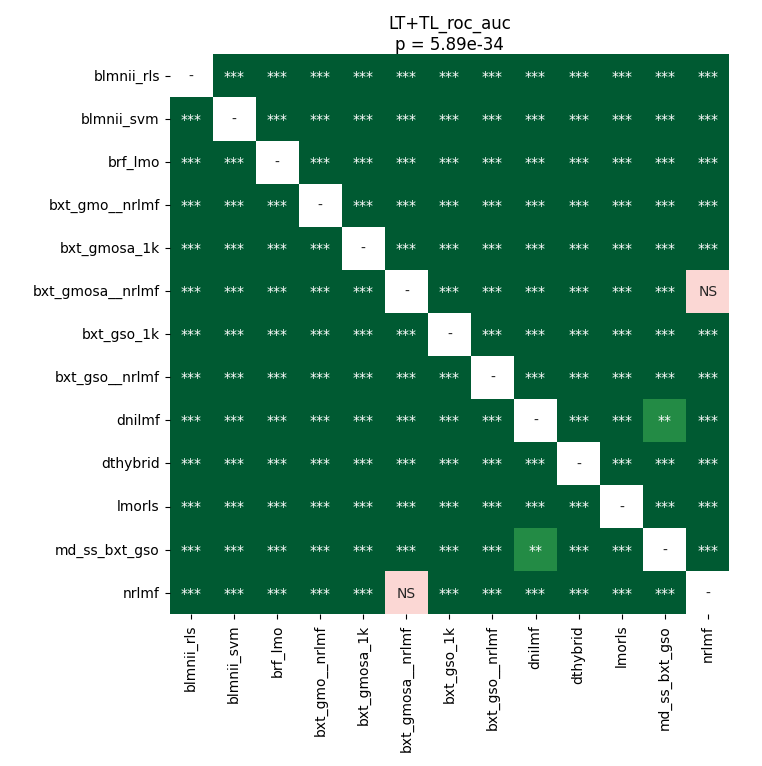 LT+TL_roc_auc
p = 5.89e-34
blmnii_rls - *** *** *** *** *** *** *** *** *** *** *** ***
blmnii_svm *** - *** *** *** *** *** *** *** *** *** *** ***
brf_lmo *** *** - *** *** *** *** *** *** *** *** *** ***
bxt_gmo__nrlmf *** *** *** - *** *** *** *** *** *** *** *** ***
bxt_gmosa_1k *** *** *** *** - *** *** *** *** *** *** *** ***
bxt_gmosa__nrlmf *** *** *** *** *** - *** *** *** *** *** *** NS
bxt_gso_1k *** *** *** *** *** *** - *** *** *** *** *** ***
bxt_gso__nrlmf *** *** *** *** *** *** *** - *** *** *** *** ***
dnilmf *** *** *** *** *** *** *** *** - *** *** ** ***
dthybrid *** *** *** *** *** *** *** *** *** - *** *** ***
lmorls *** *** *** *** *** *** *** *** *** *** - *** ***
md_ss_bxt_gso *** *** *** *** *** *** *** *** ** *** *** - ***
nrlmf *** *** *** *** *** NS *** *** *** *** *** *** -
blmnii_rls
blmnii_svm
brf_lmo
bxt_gmo__nrlmf
bxt_gmosa_1k
bxt_gmosa__nrlmf
bxt_gso_1k
bxt_gso__nrlmf
dnilmf
dthybrid
lmorls
md_ss_bxt_gso
nrlmf